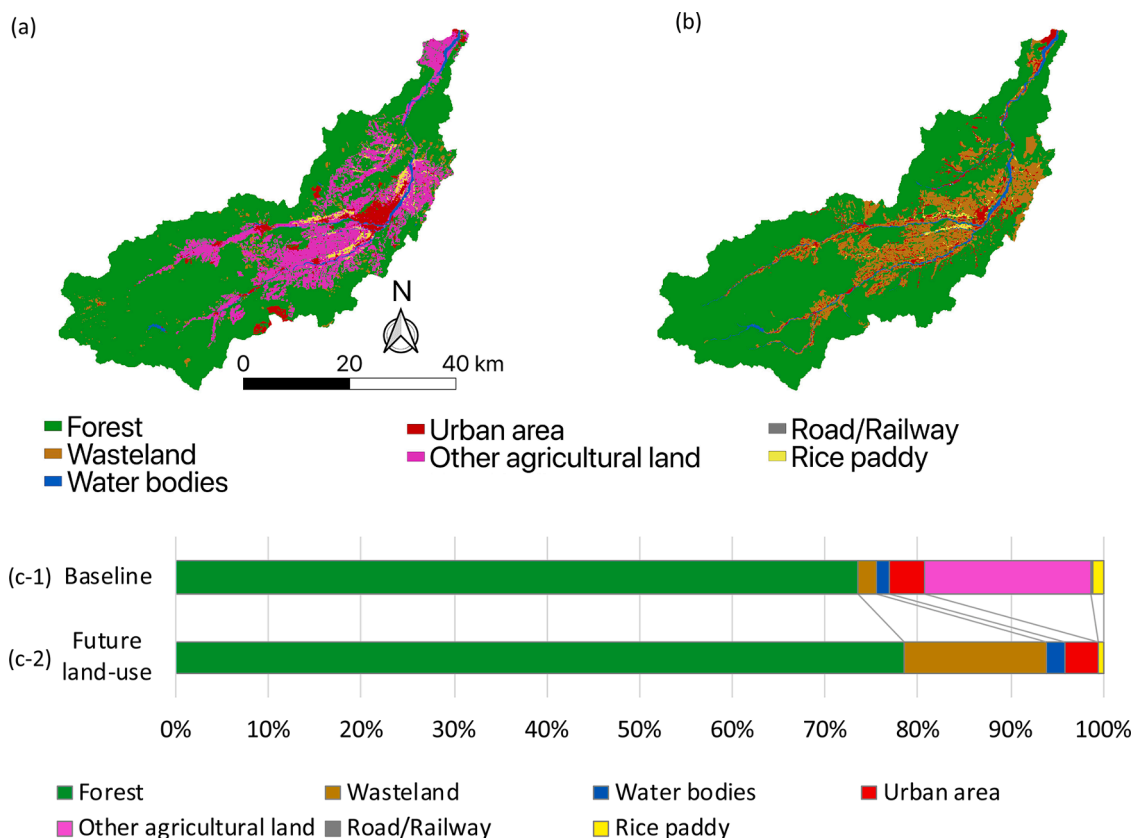 (a)
(b)
N
0 20 40 km
Forest
Wasteland
Water bodies
Urban area
Other agricultural land
Road/Railway
Rice paddy
(c-1) Baseline
(c-2) Future
land-use
0% 10% 20% 30% 40% 50% 60% 70% 80% 90% 100%
Forest Wasteland Water bodies Urban area
Other agricultural land Road/Railway Rice paddy